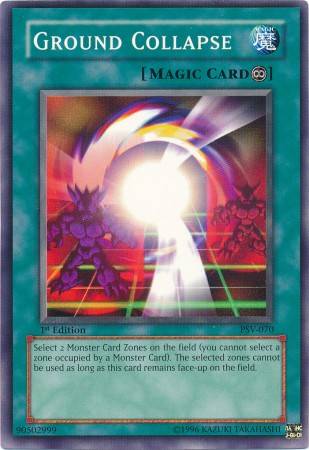 GROUND COLLAPSE
MAGIC
魔
[MAGIC CARD]
1st Edition
PSV-070
Select 2 Monster Card Zones on the field (you cannot select a
zone occupied by a Monster Card). The selected zones cannot
be used as long as this card remains face-up on the field.
90502999
©1996 KAZUKI TAKAHASHI